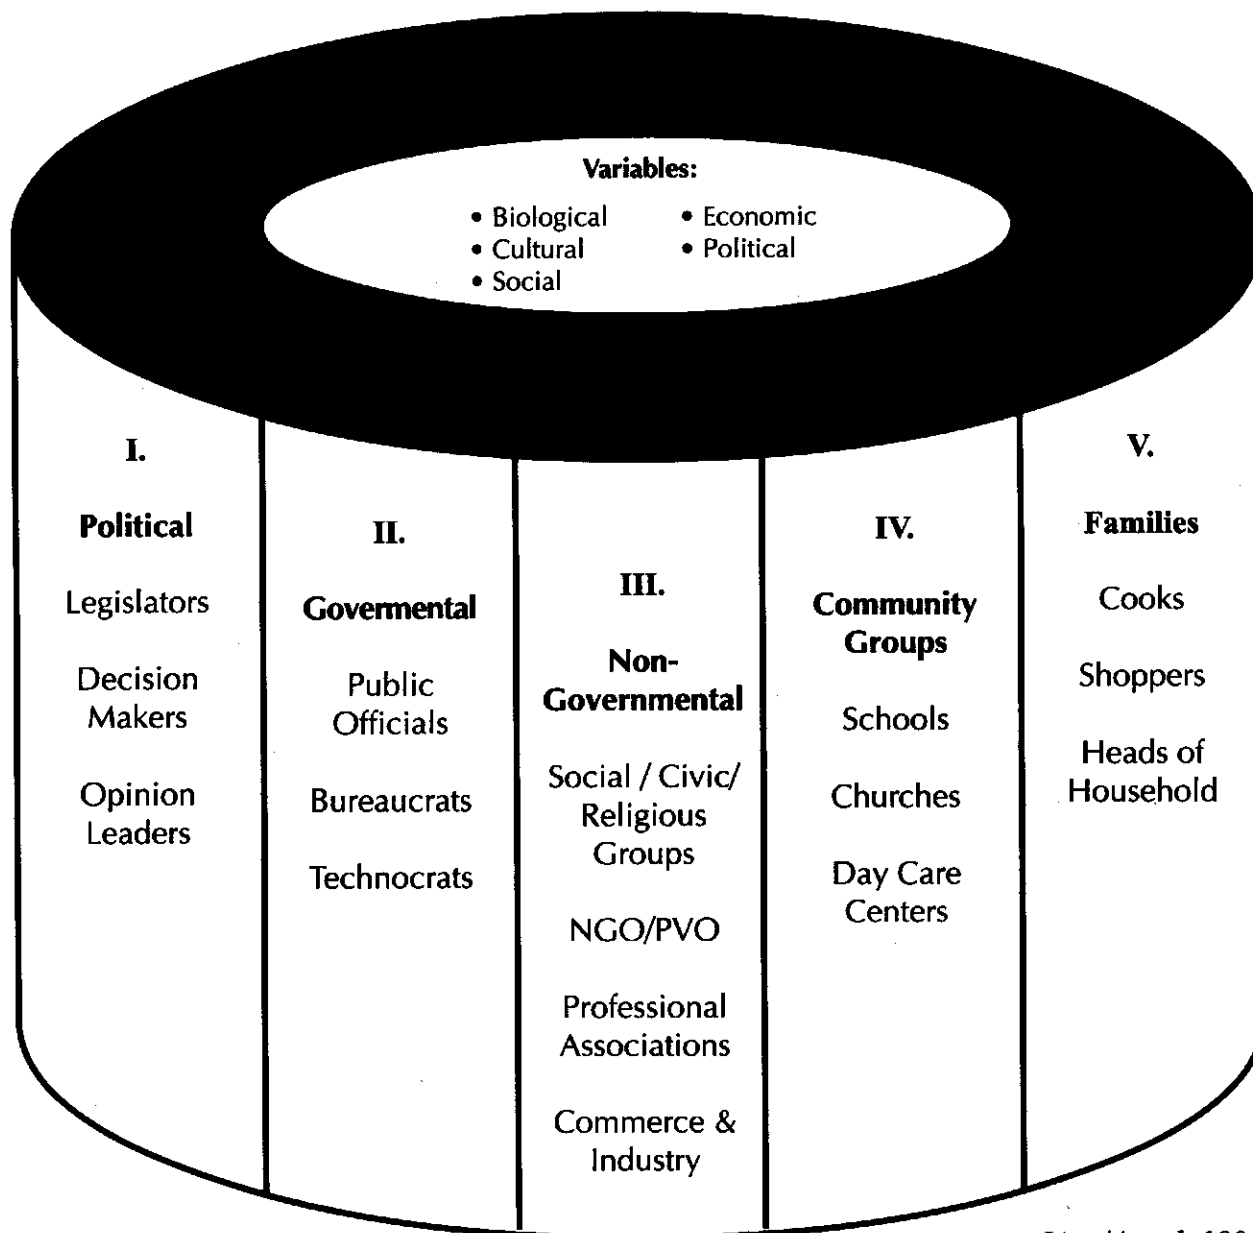 Variables:
• Biological
• Cultural
• Social
• Economic
• Political
I.
Political
Legislators
Decision
Makers
Opinion
Leaders
II.
Govermental
Public
Officials
Bureaucrats
Technocrats
III.
Non-
Governmental
Social / Civic/
Religious
Groups
NGO/PVO
Professional
Associations
Commerce &
Industry
IV.
Community
Groups
Schools
Churches
Day Care
Centers
V.
Families
Cooks
Shoppers
Heads of
Household